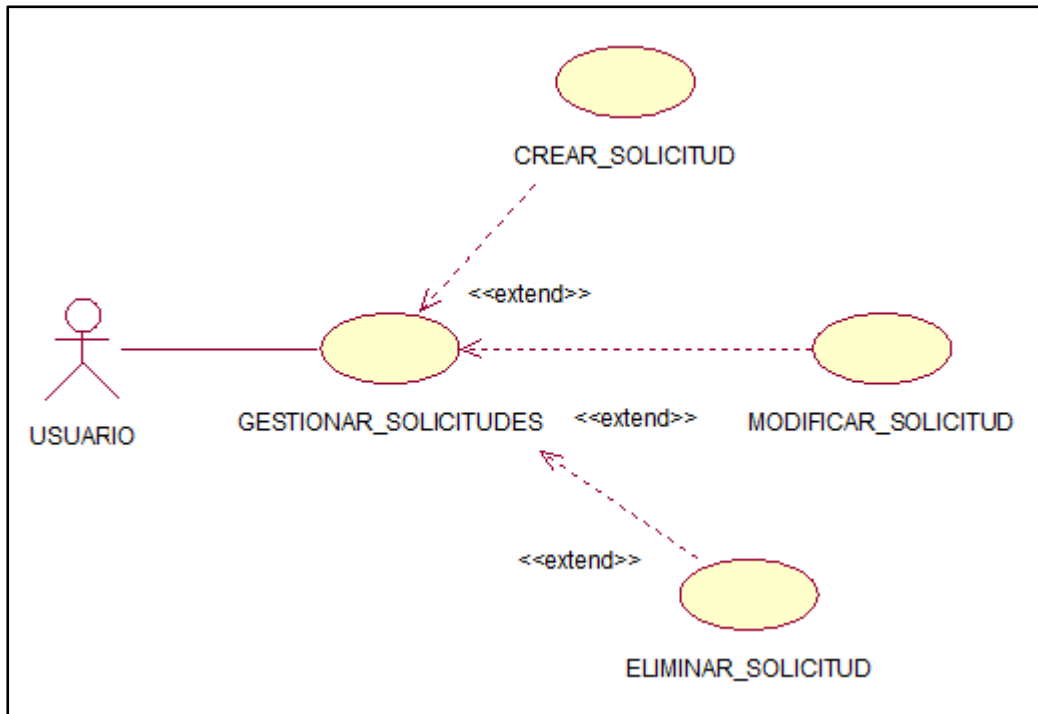 CREAR_SOLICITUD
<<extend>>
GESTIONAR_SOLICITUDES
<<extend>>
MODIFICAR_SOLICITUD
USUARIO
<<extend>>
ELIMINAR_SOLICITUD